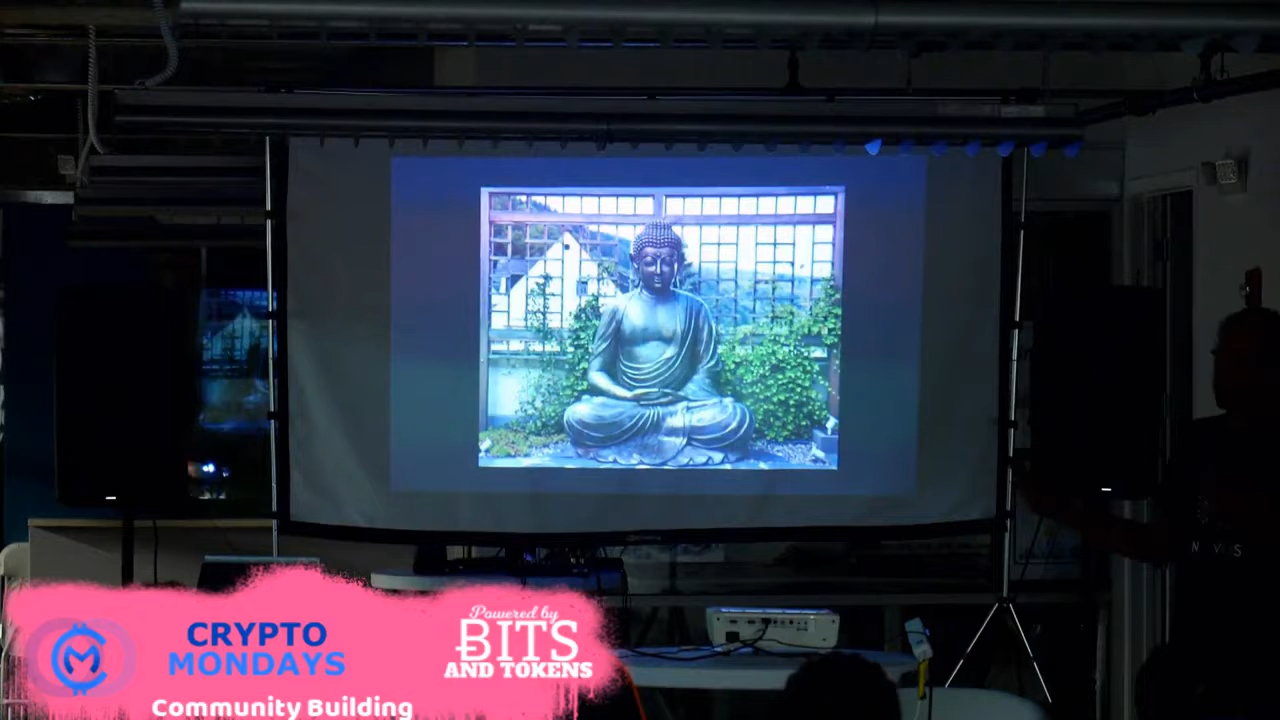 CRYPTO
MONDAYS
Powered by
BITS
AND TOKENS
Community Building